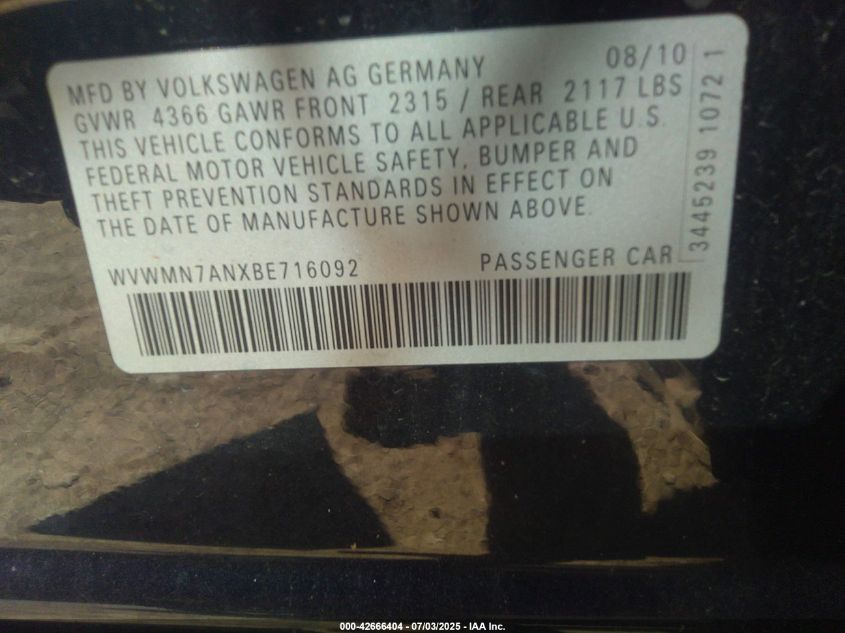 MFD BY VOLKSWAGEN AG GERMANY 08/10
GVWR 4366 GAWR FRONT 2315 / REAR 2117 LBS
THIS VEHICLE CONFORMS TO ALL APPLICABLE U.S.
FEDERAL MOTOR VEHICLE SAFETY, BUMPER AND
THEFT PREVENTION STANDARDS IN EFFECT ON
THE DATE OF MANUFACTURE SHOWN ABOVE.
WVWMN7ANXBE716092 PASSENGER CAR
3445239 1072 1
000-42666404 - 07/03/2025 - IAA Inc.